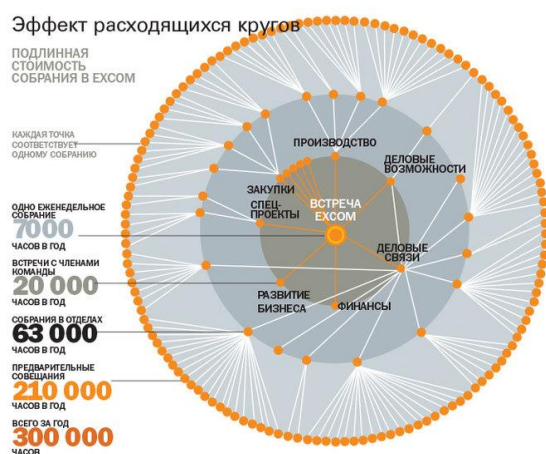 Эффект расходящихся кругов
ПОДЛИННАЯ
СТОИМОСТЬ
СОБРАНИЯ В EXCOM
КАЖДАЯ ТОЧКА
СООТВЕТСТВУЕТ
ОДНОМУ СОБРАНИЮ
ОДНО ЕЖЕНЕДЕЛЬНОЕ
СОБРАНИЕ
7000
ЧАСОВ В ГОД
ВСТРЕЧИ С ЧЛЕНАМИ
КОМАНДЫ
20 000
ЧАСОВ В ГОД
СОБРАНИЯ В ОТДЕЛАХ
63 000
ЧАСОВ В ГОД
ПРЕДВАРИТЕЛЬНЫЕ
СОВЕЩАНИЯ
210 000
ЧАСОВ В ГОД
ВСЕГО ЗА ГОД
300 000
ЧАСОВ
ПРОИЗВОДСТВО
ДЕЛОВЫЕ
ВОЗМОЖНОСТИ
ЗАКУПКИ
СПЕЦ-
ПРОЕКТЫ
ВСТРЕЧА
EXCOM
ДЕЛОВЫЕ
СВЯЗИ
РАЗВИТИЕ
БИЗНЕСА
ФИНАНСЫ